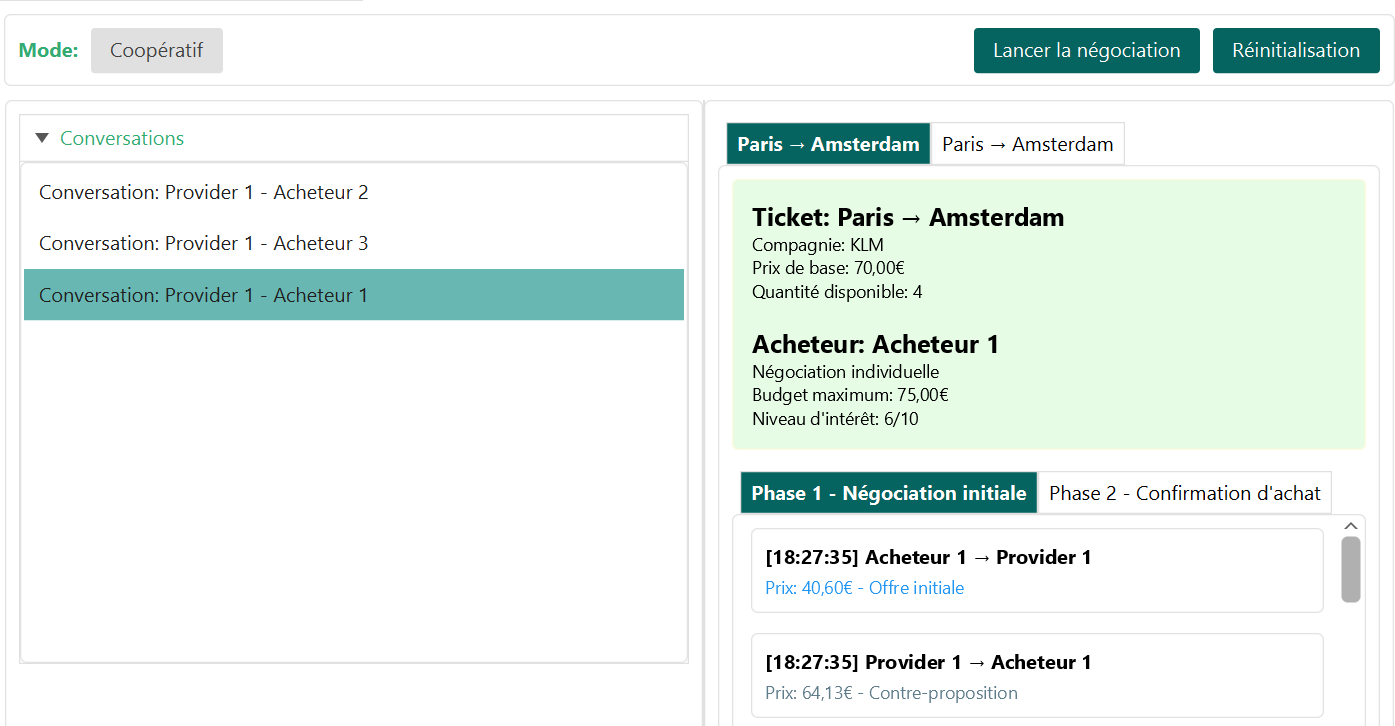 Mode: Coopératif Lancer la négociation Réinitialisation
Conversations
Conversation: Provider 1 - Acheteur 2
Conversation: Provider 1 - Acheteur 3
Conversation: Provider 1 - Acheteur 1
Paris → Amsterdam Paris → Amsterdam
Ticket: Paris → Amsterdam
Compagnie: KLM
Prix de base: 70,00€
Quantité disponible: 4
Acheteur: Acheteur 1
Négociation individuelle
Budget maximum: 75,00€
Niveau d'intérêt: 6/10
Phase 1 - Négociation initiale Phase 2 - Confirmation d'achat
[18:27:35] Acheteur 1 → Provider 1
Prix: 40,60€ - Offre initiale
[18:27:35] Provider 1 → Acheteur 1
Prix: 64,13€ - Contre-proposition